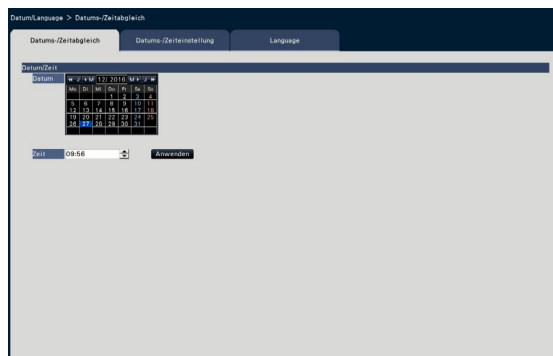 Datum/Language > Datums-/Zeitabgleich
Datums-/Zeitabgleich Datums-/Zeiteinstellung Language
Datum/Zeit
Datum
12/ 2016
Mo Di Mi Do Fr Sa So
1 2 3 4
5 6 7 8 9 10 11
12 13 14 15 16 17 18
19 20 21 22 23 24 25
26 27 28 29 30 31
Zeit 09:56 Anwenden